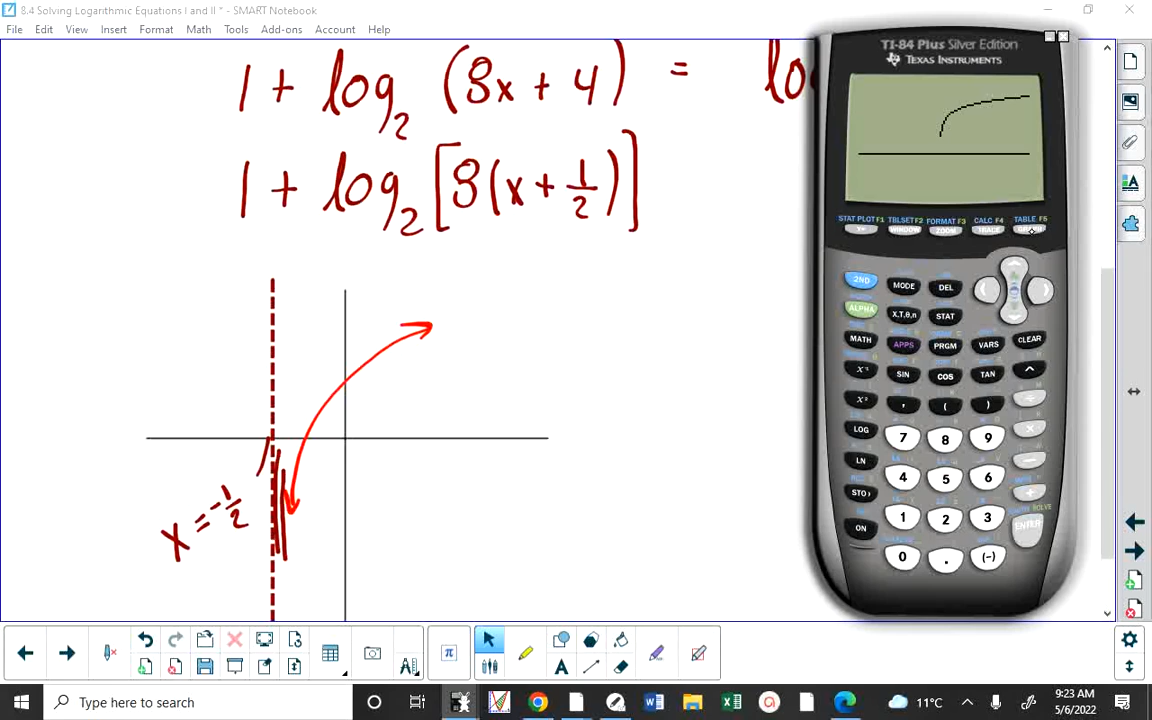 8.4 Solving Logarithmic Equations I and II * - SMART Notebook
File Edit View Insert Format Math Tools Add-ons Account Help
1 + log₂ (8x + 4) = lo
1 + log₂ [8(x + 1/2)]
x = -1/2
TI-84 Plus Silver Edition
TEXAS INSTRUMENTS
STAT PLOT F1 TBLSET F2 FORMAT F3 CALC F4 TABLE F5
Y= WINDOW ZOOM TRACE GRAPH
2ND MODE DEL
ALPHA X,T,θ,n STAT
MATH APPS PRGM VARS CLEAR
x⁻¹ SIN COS TAN ^
x² , ( ) ÷
LOG 7 8 9 ×
LN 4 5 6 −
STO› 1 2 3 +
ON 0 . (−) ENTER
π
A
Type here to search
11°C
9:23 AM
5/6/2022